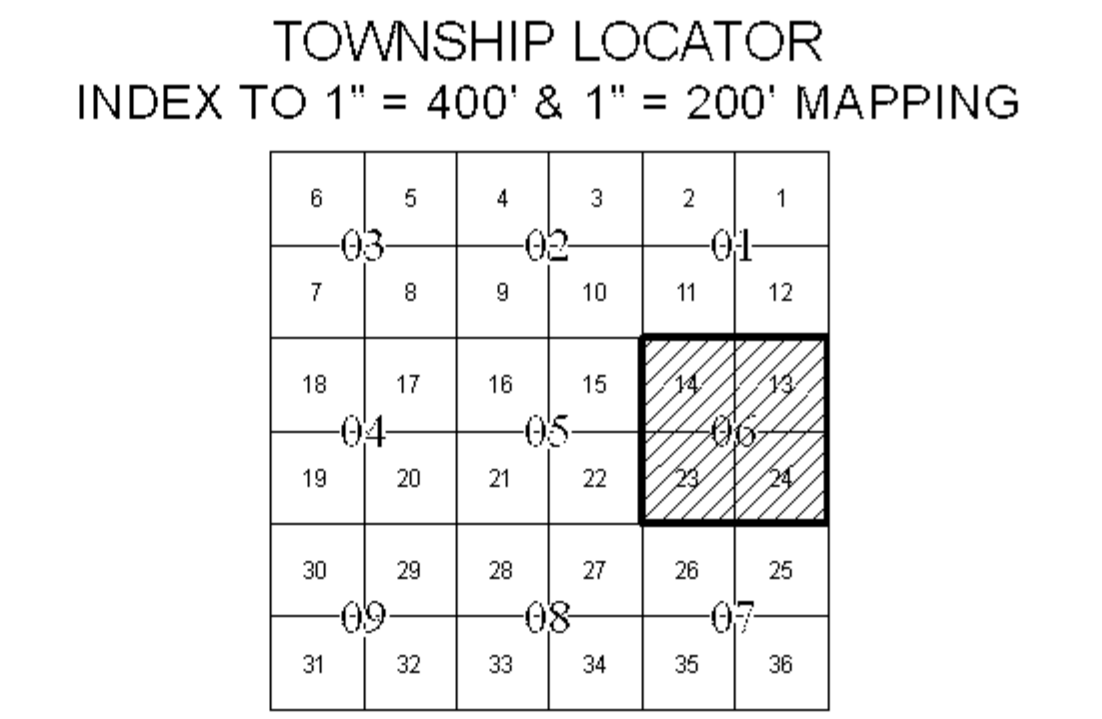 TOWNSHIP LOCATOR
INDEX TO 1" = 400' & 1" = 200' MAPPING
6 5 4 3 2 1
03 02 01
7 8 9 10 11 12
18 17 16 15 14 13
04 05 06
19 20 21 22 23 24
30 29 28 27 26 25
09 08 07
31 32 33 34 35 36